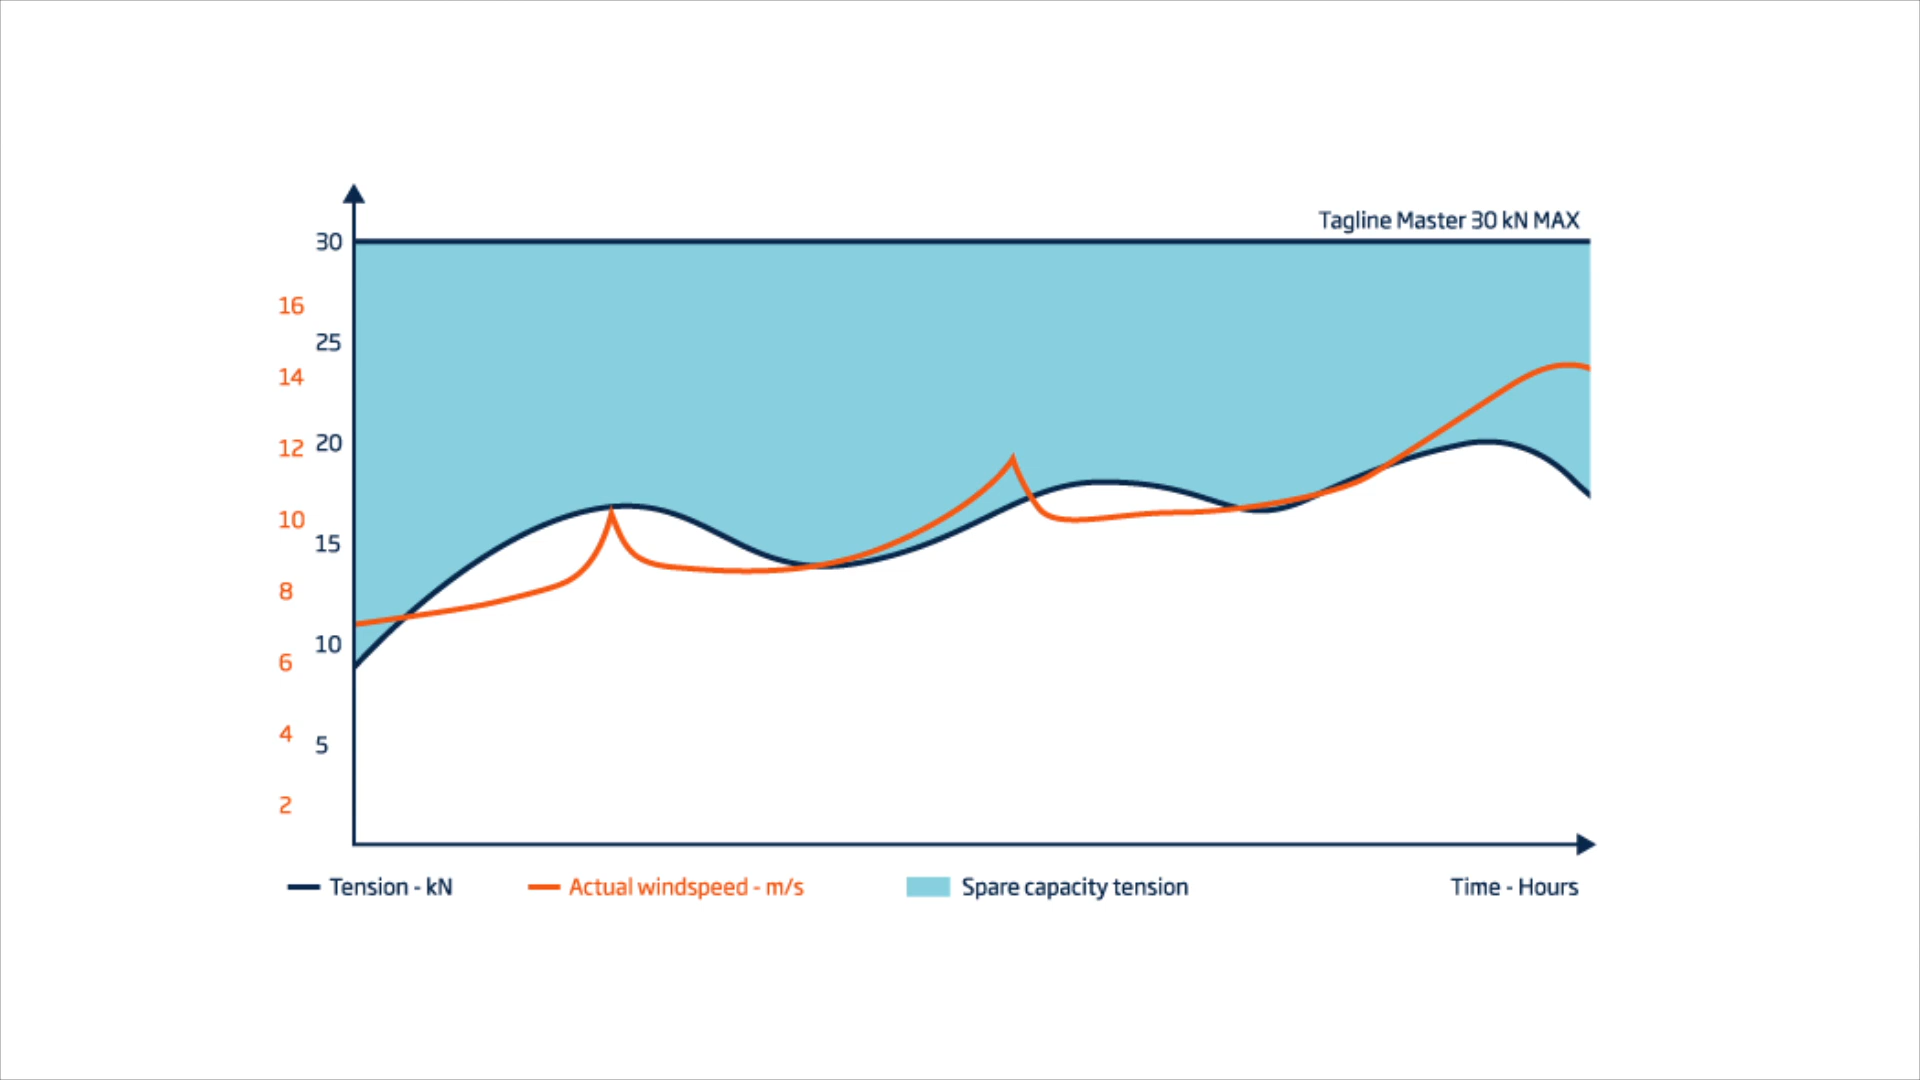 Tagline Master 30 kN MAX
30
16
25
14
20
12
10
15
8
10
6
4
5
2
Tension - kN
Actual windspeed - m/s
Spare capacity tension
Time - Hours